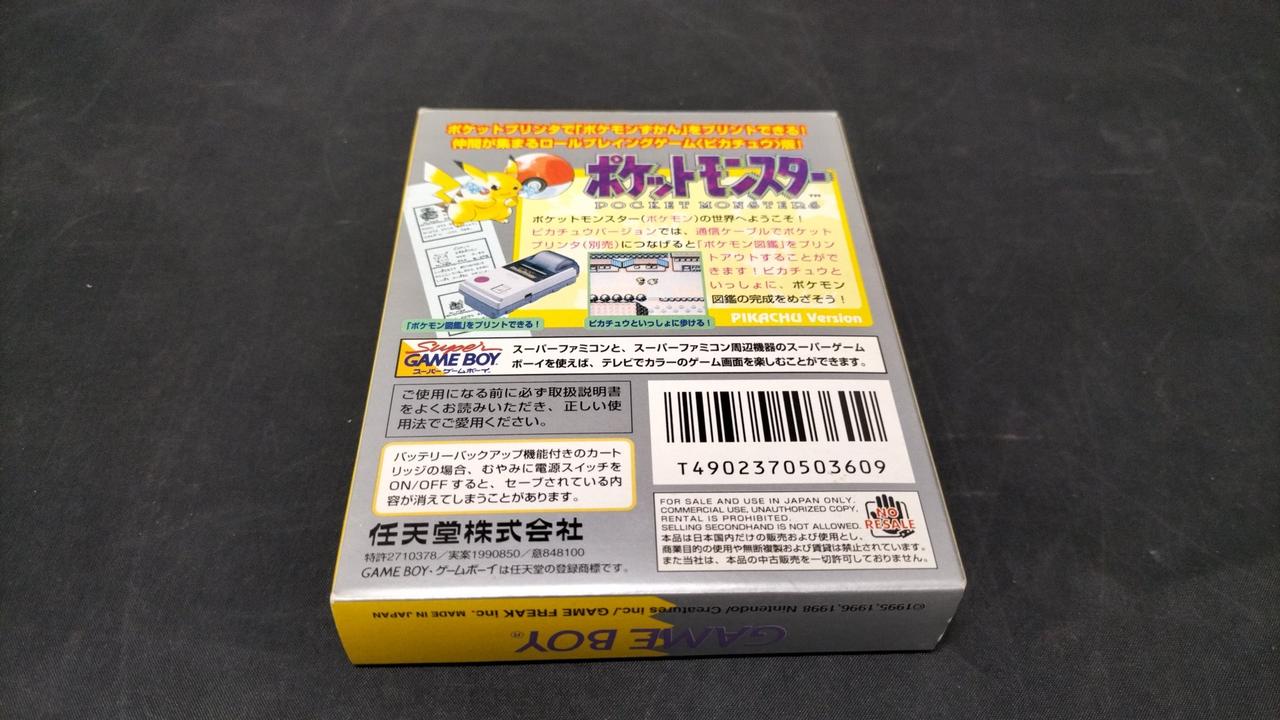 ポケットプリンタで「ポケモンずかん」をプリントできる!
仲間が集まるロールプレイングゲーム〈ピカチュウ〉版!
ポケットモンスター™
POCKET MONSTERS
ポケットモンスター(ポケモン)の世界へようこそ!
ピカチュウバージョンでは、通信ケーブルでポケット
プリンタ(別売)につなげると「ポケモン図鑑」をプリン
トアウトすることがで
きます!ピカチュウと
いっしょに、ポケモン
図鑑の完成をめざそう!
「ポケモン図鑑」をプリントできる!
ピカチュウといっしょに歩ける!
PIKACHU Version
Super
GAME BOY
スーパーゲームボーイ
スーパーファミコンと、スーパーファミコン周辺機器のスーパーゲーム
ボーイを使えば、テレビでカラーのゲーム画面を楽しむことができます。
ご使用になる前に必ず取扱説明書
をよくお読みいただき、正しい使
用法でご愛用ください。
バッテリーバックアップ機能付きのカート
リッジの場合、むやみに電源スイッチを
ON/OFFすると、セーブされている内
容が消えてしまうことがあります。
任天堂株式会社
特許2710378/実案1990850/意848100
GAME BOY・ゲームボーイは任天堂の登録商標です。
T4902370503609
FOR SALE AND USE IN JAPAN ONLY.
COMMERCIAL USE, UNAUTHORIZED COPY,
RENTAL IS PROHIBITED.
SELLING SECONDHAND IS NOT ALLOWED.
NO
RESALE
本品は日本国内だけの販売および使用とし、
商業目的の使用や無断複製および賃貸は禁止されています。
また当社は、本品の中古販売を一切許可しておりません。
©1995,1996,1998 Nintendo/Creatures inc./GAME FREAK inc. MADE IN JAPAN
GAME BOY®